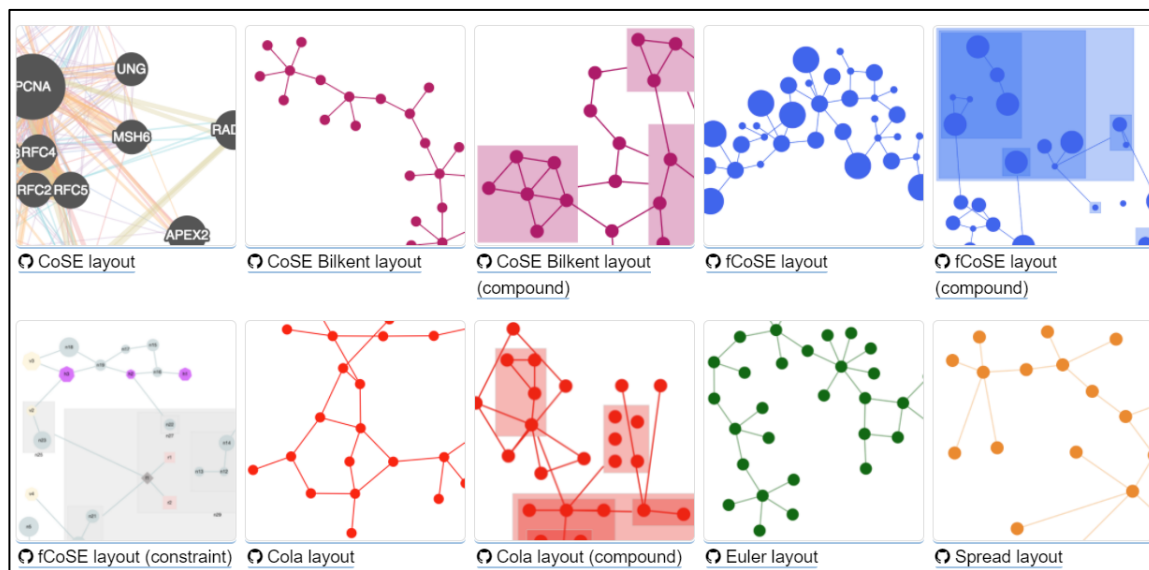 PCNA
UNG
MSH6
RAD
RFC4
RFC2
RFC5
APEX2
CoSE layout
CoSE Bilkent layout
CoSE Bilkent layout
(compound)
fCoSE layout
fCoSE layout
(compound)
fCoSE layout (constraint)
Cola layout
Cola layout (compound)
Euler layout
Spread layout